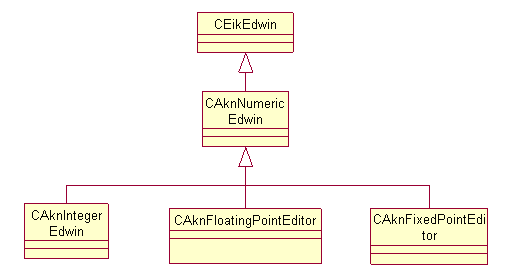 CEikEdwin
CAknNumeric
Edwin
CAknInteger
Edwin
CAknFloatingPointEditor
CAknFixedPointEdi
tor